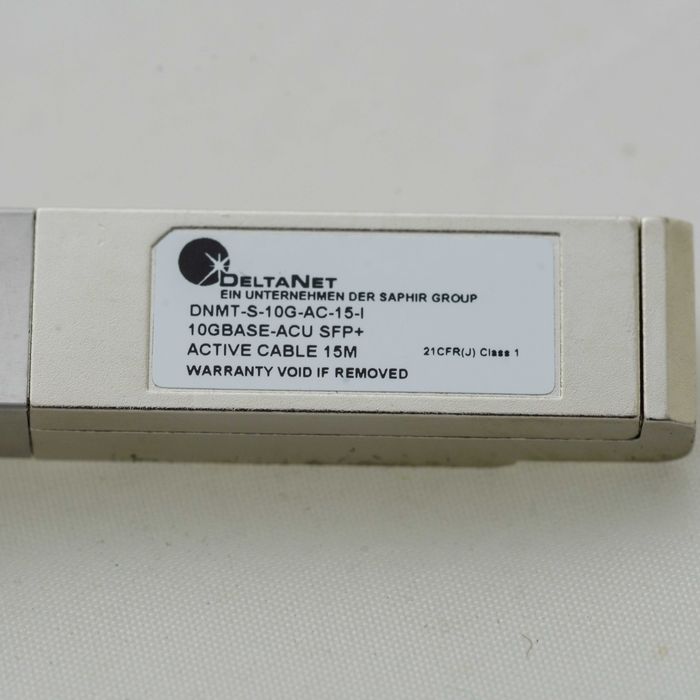 DELTANET
EIN UNTERNEHMEN DER SAPHIR GROUP
DNMT-S-10G-AC-15-I
10GBASE-ACU SFP+
ACTIVE CABLE 15M
21CFR(J) Class 1
WARRANTY VOID IF REMOVED